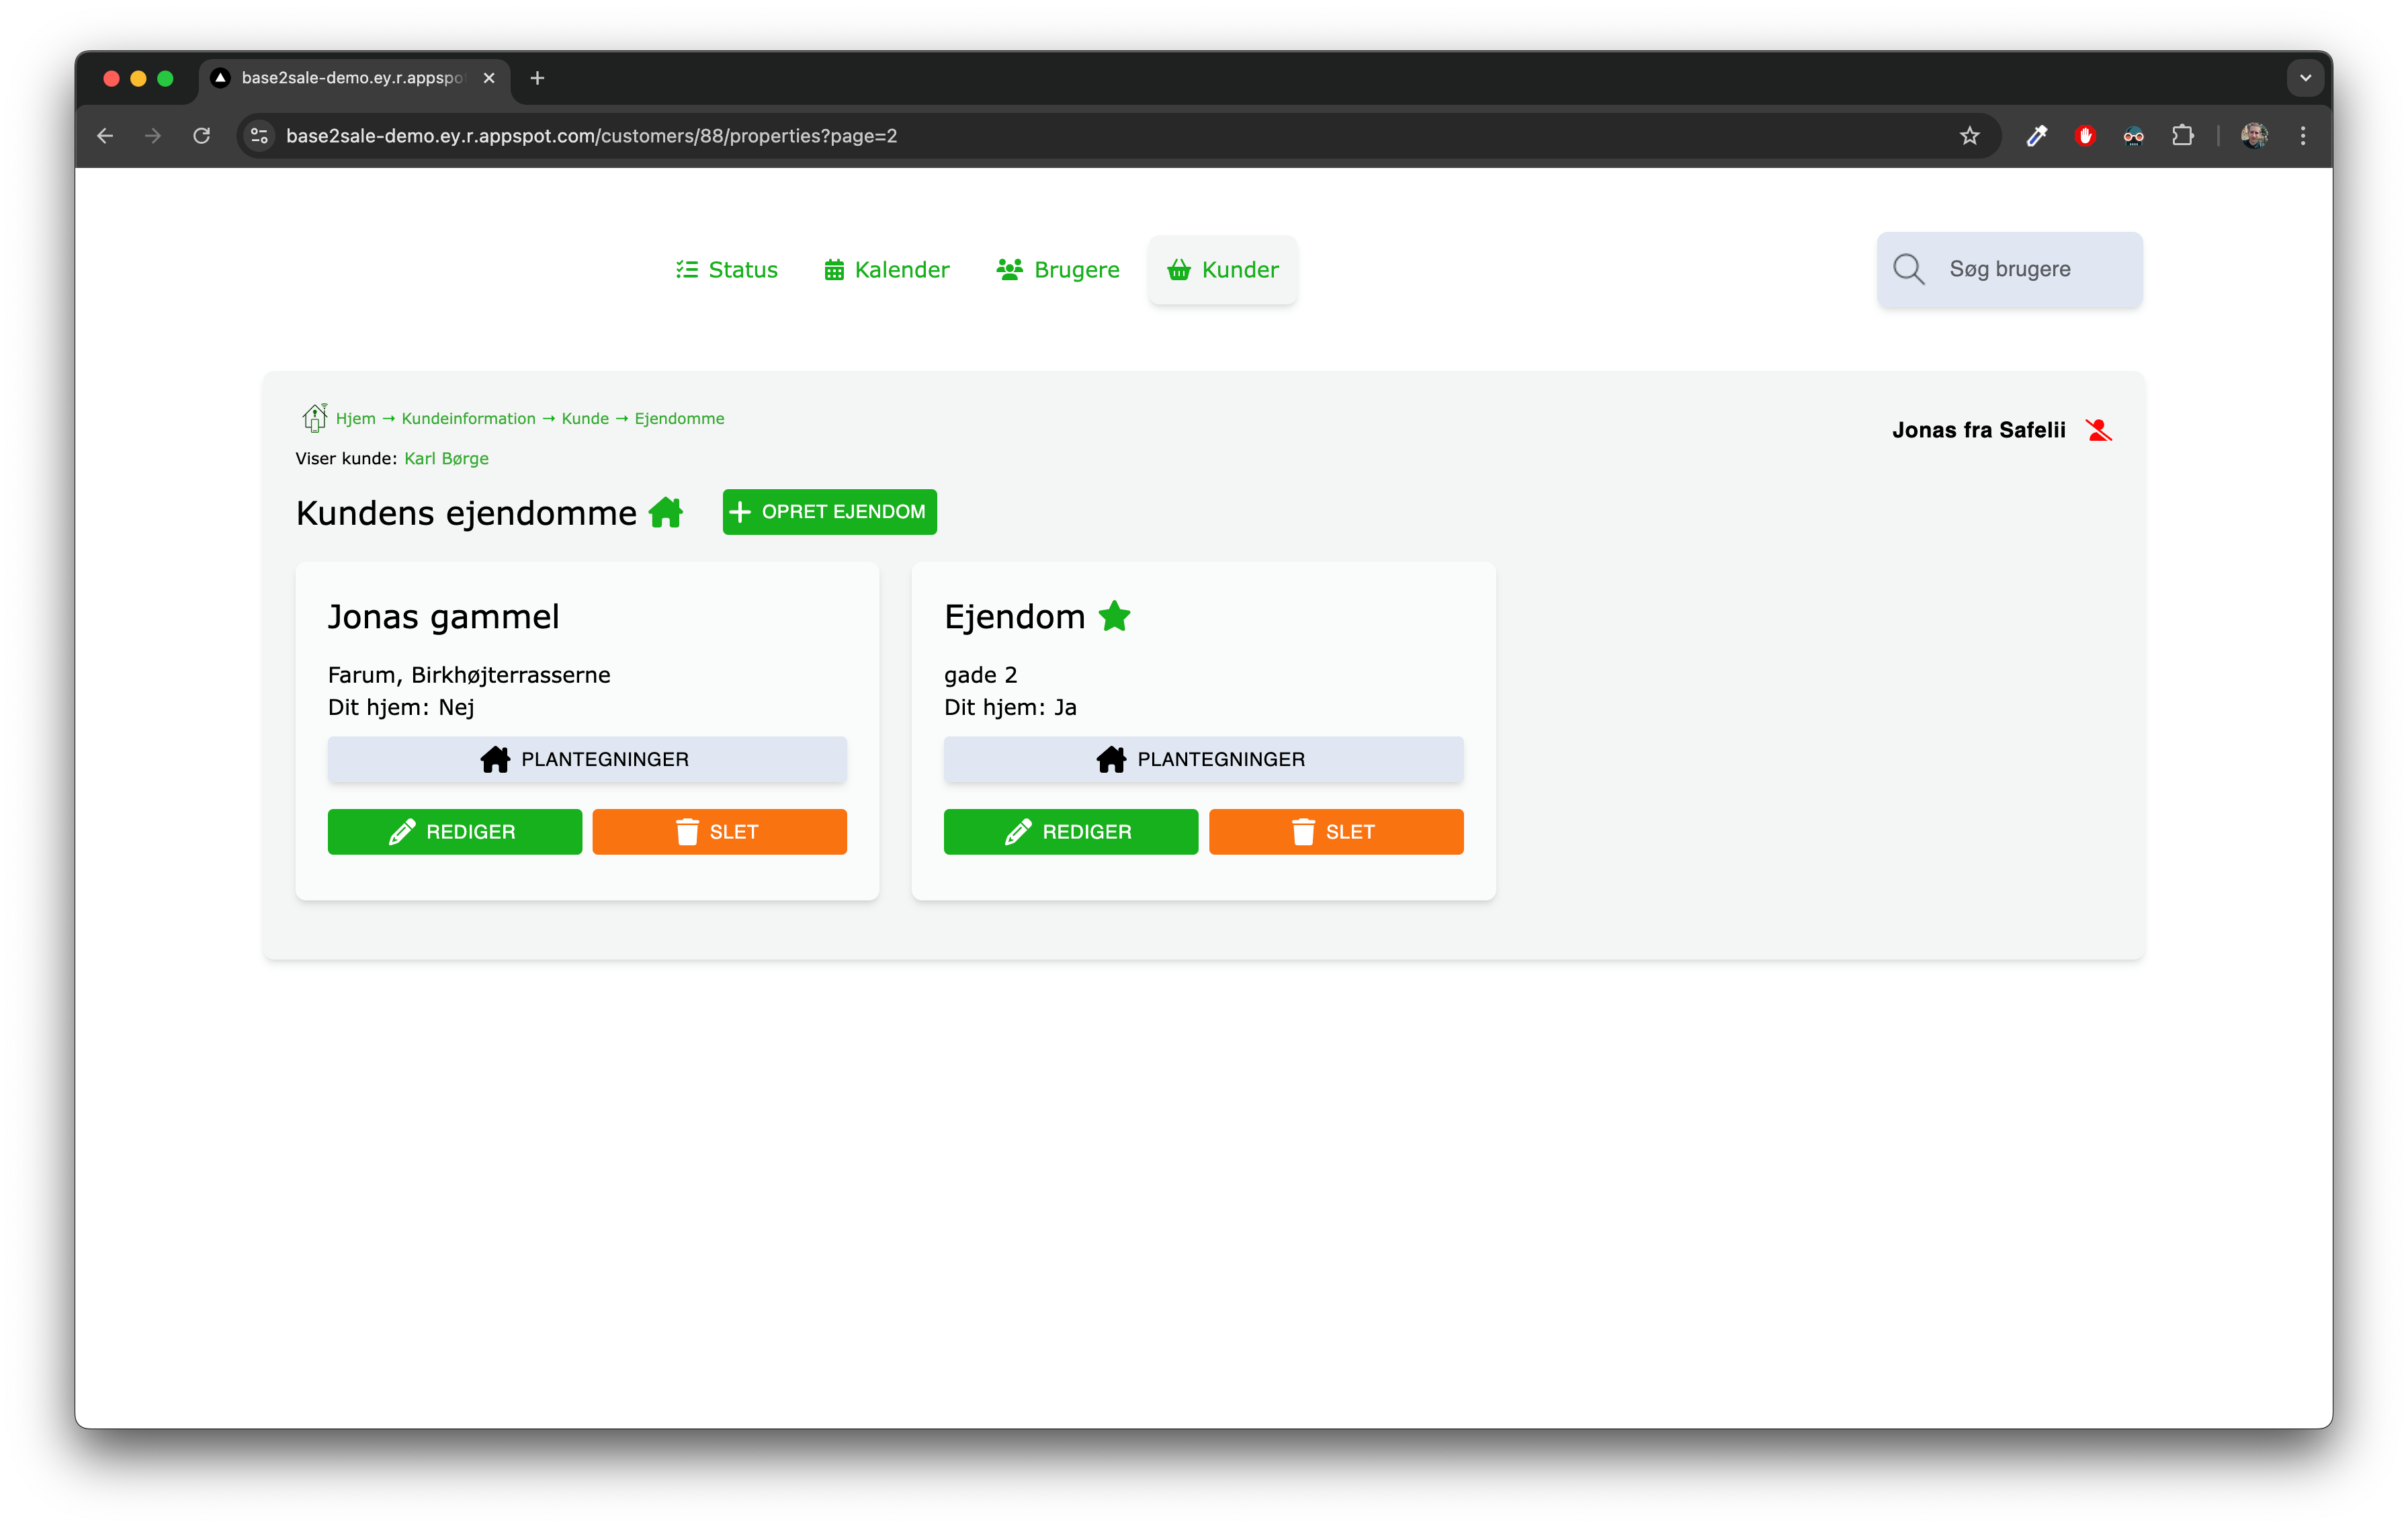 base2sale-demo.ey.r.appspo
base2sale-demo.ey.r.appspot.com/customers/88/properties?page=2
Status Kalender Brugere Kunder Søg brugere
Hjem → Kundeinformation → Kunde → Ejendomme
Jonas fra Safelii
Viser kunde: Karl Børge
Kundens ejendomme + OPRET EJENDOM
Jonas gammel
Farum, Birkhøjterrasserne
Dit hjem: Nej
PLANTEGNINGER
REDIGER SLET
Ejendom
gade 2
Dit hjem: Ja
PLANTEGNINGER
REDIGER SLET